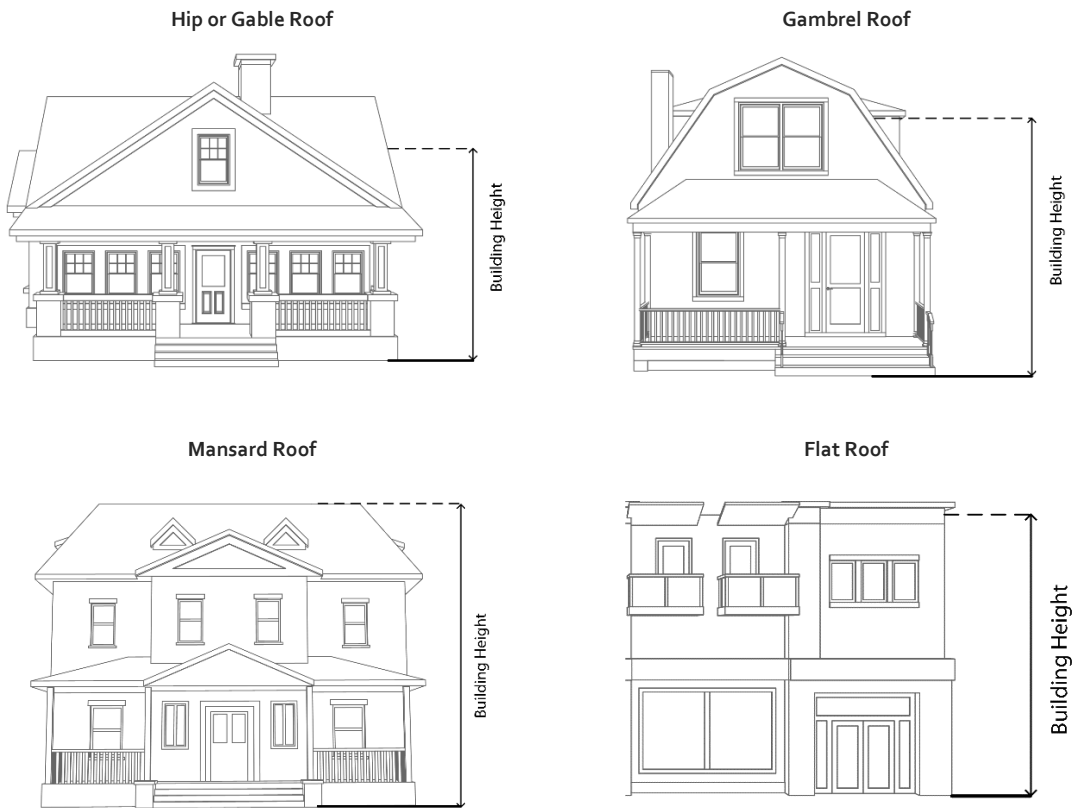 Hip or Gable Roof
Gambrel Roof
Building Height
Building Height
Mansard Roof
Flat Roof
Building Height
Building Height